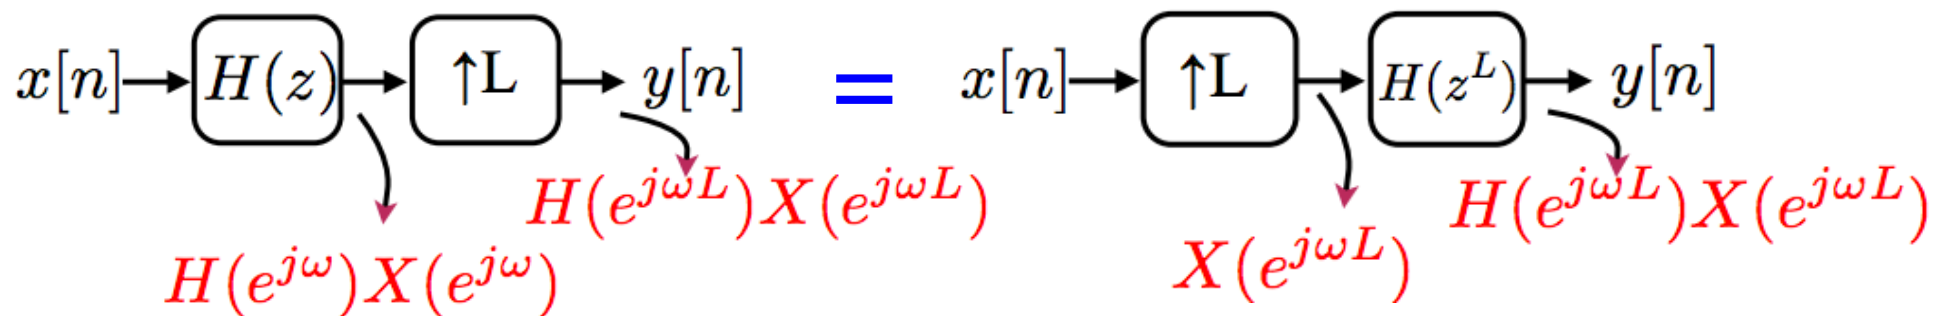 x[n] H(z) ↑L y[n] = x[n] ↑L H(z^L) y[n]
H(e^{jωL})X(e^{jωL}) H(e^{jωL})X(e^{jωL})
H(e^{jω})X(e^{jω}) X(e^{jωL})